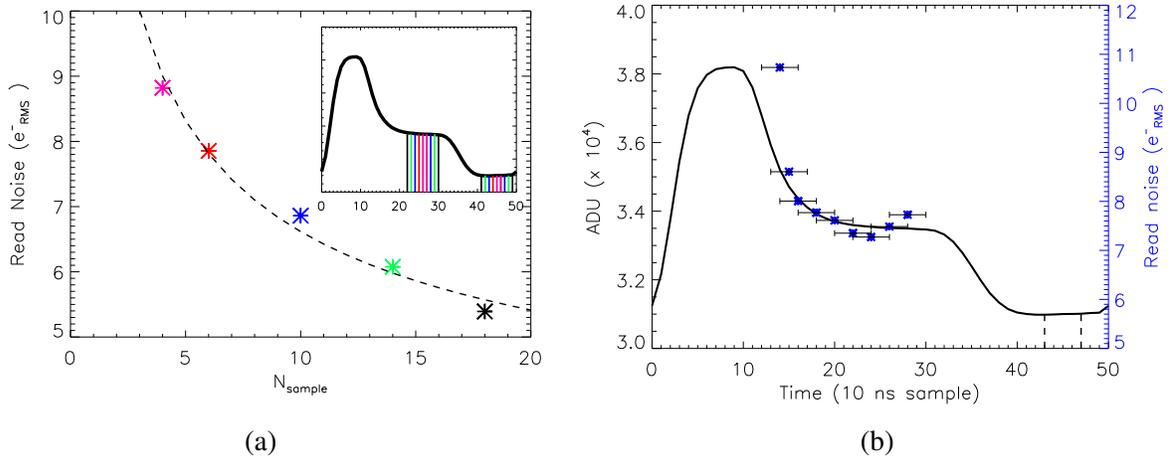 10
9
8
7
6
5
0 5 10 15 20
Read Noise (e⁻RMS)
Nsample
0 10 20 30 40 50
(a)
4.0
3.8
3.6
3.4
3.2
3.0
ADU (x 10⁴)
0 10 20 30 40 50
Time (10 ns sample)
12
11
10
9
8
7
6
5
Read noise (e⁻RMS)
(b)